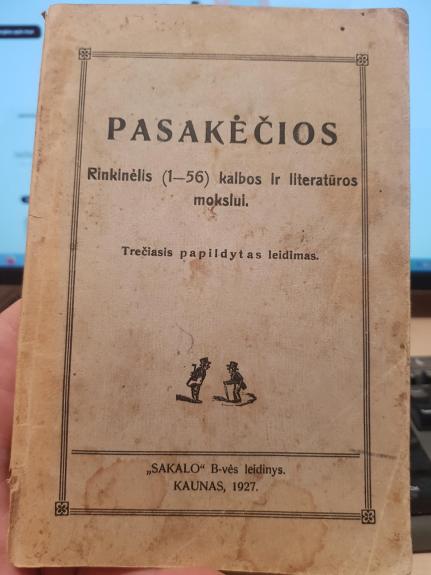 PASAKĖČIOS
Rinkinėlis (1—56) kalbos ir literatūros
mokslui.
Trečiasis papildytas leidimas.
„SAKALO“ B-vės leidinys.
KAUNAS, 1927.